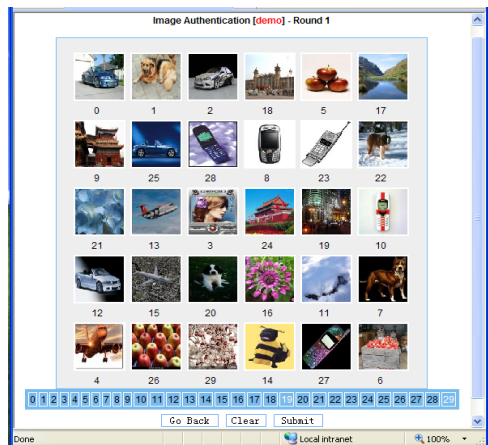 Image Authentication [demo] - Round 1
0 1 2 18 5 17
9 25 28 8 23 22
21 13 3 24 19 10
12 15 20 16 11 7
4 26 29 14 27 6
0 1 2 3 4 5 6 7 8 9 10 11 12 13 14 15 16 17 18 19 20 21 22 23 24 25 26 27 28 29
Go Back Clear Submit
Done Local intranet 100%